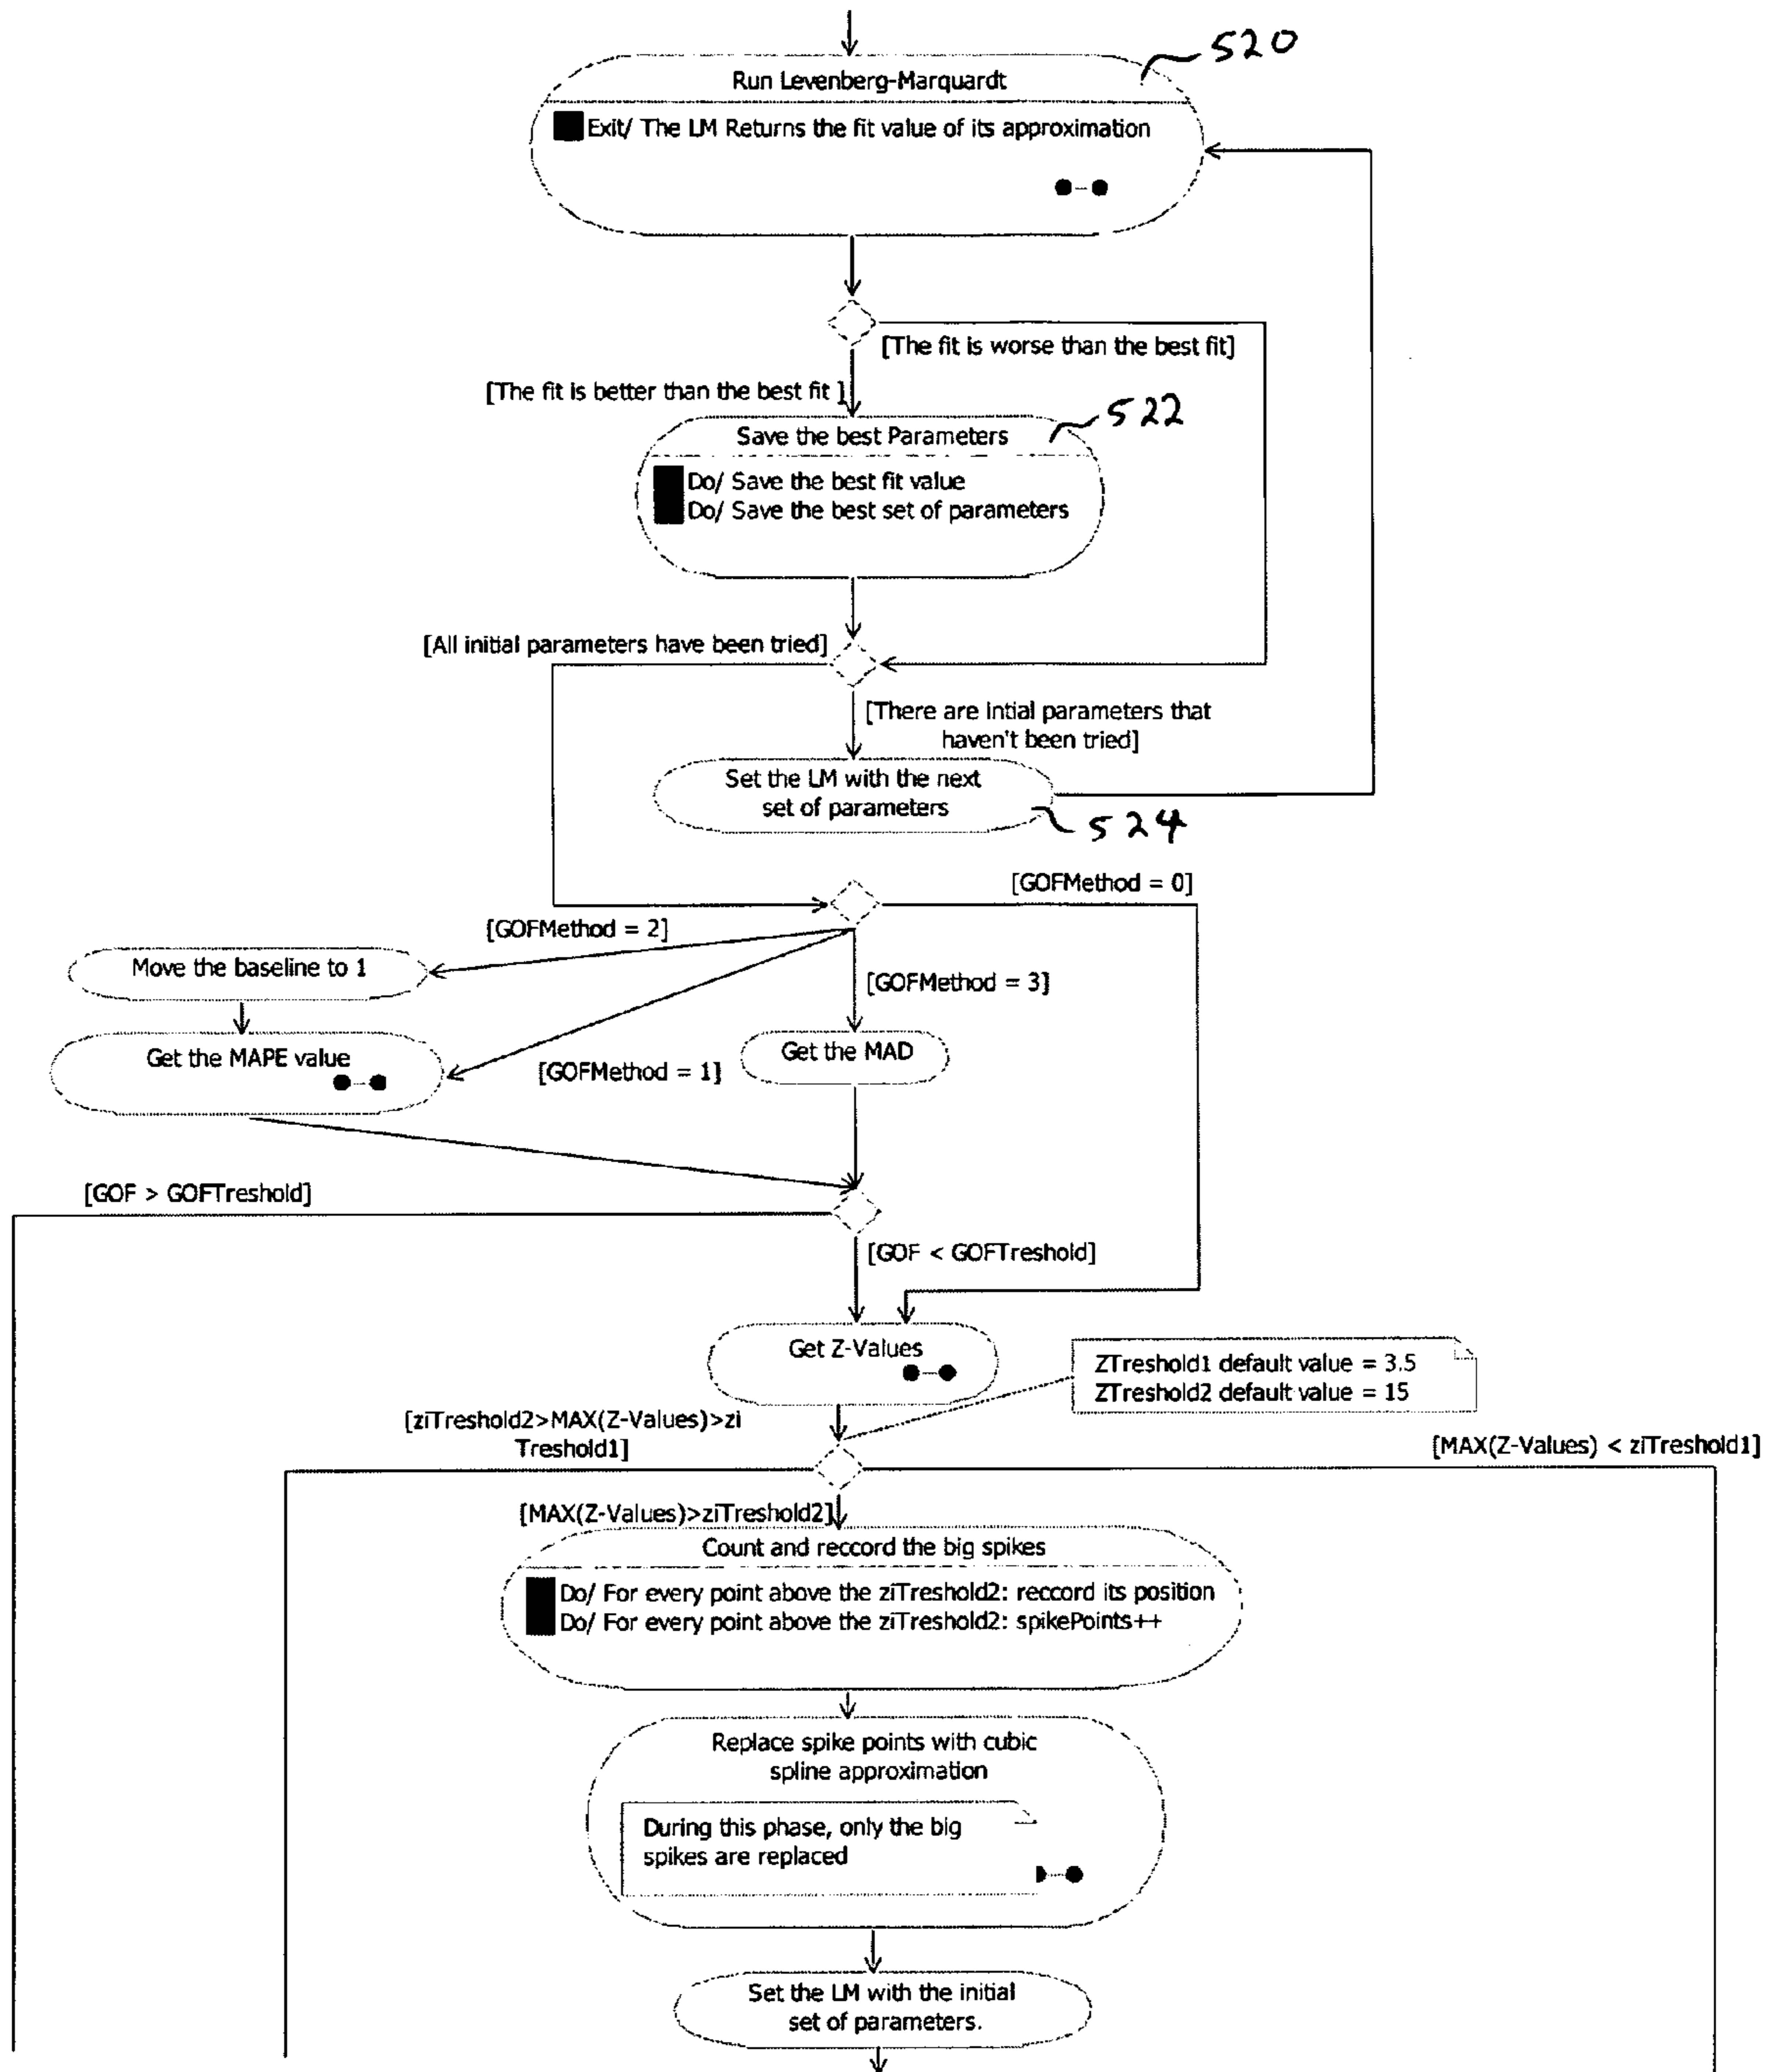 520
Run Levenberg-Marquardt
Exit/ The LM Returns the fit value of its approximation
[The fit is worse than the best fit]
[The fit is better than the best fit ]
522
Save the best Parameters
Do/ Save the best fit value
Do/ Save the best set of parameters
[All initial parameters have been tried]
[There are intial parameters that
haven't been tried]
Set the LM with the next
set of parameters
524
[GOFMethod = 0]
[GOFMethod = 2]
Move the baseline to 1
[GOFMethod = 3]
Get the MAPE value
[GOFMethod = 1]
Get the MAD
[GOF > GOFTreshold]
[GOF < GOFTreshold]
Get Z-Values
ZTreshold1 default value = 3.5
ZTreshold2 default value = 15
[ziTreshold2>MAX(Z-Values)>zi
Treshold1]
[MAX(Z-Values) < ziTreshold1]
[MAX(Z-Values)>ziTreshold2]
Count and reccord the big spikes
Do/ For every point above the ziTreshold2: reccord its position
Do/ For every point above the ziTreshold2: spikePoints++
Replace spike points with cubic
spline approximation
During this phase, only the big
spikes are replaced
Set the LM with the initial
set of parameters.